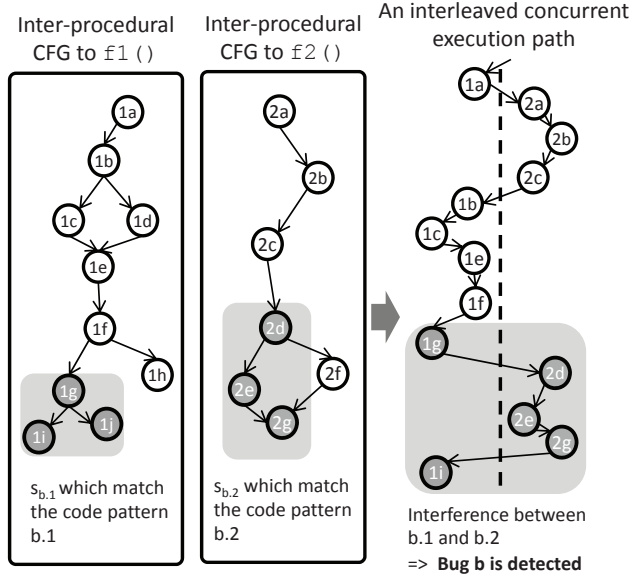 Inter-procedural
CFG to f1()
1a
1b
1c
1d
1e
1f
1h
1g
1i
1j
s_b.1 which match
the code pattern
b.1
Inter-procedural
CFG to f2()
2a
2b
2c
2d
2f
2e
2g
s_b.2 which match
the code pattern
b.2
An interleaved concurrent
execution path
1a
2a
2b
2c
1b
1c
1e
1f
1g
2d
2e
2g
1i
Interference between
b.1 and b.2
=> Bug b is detected